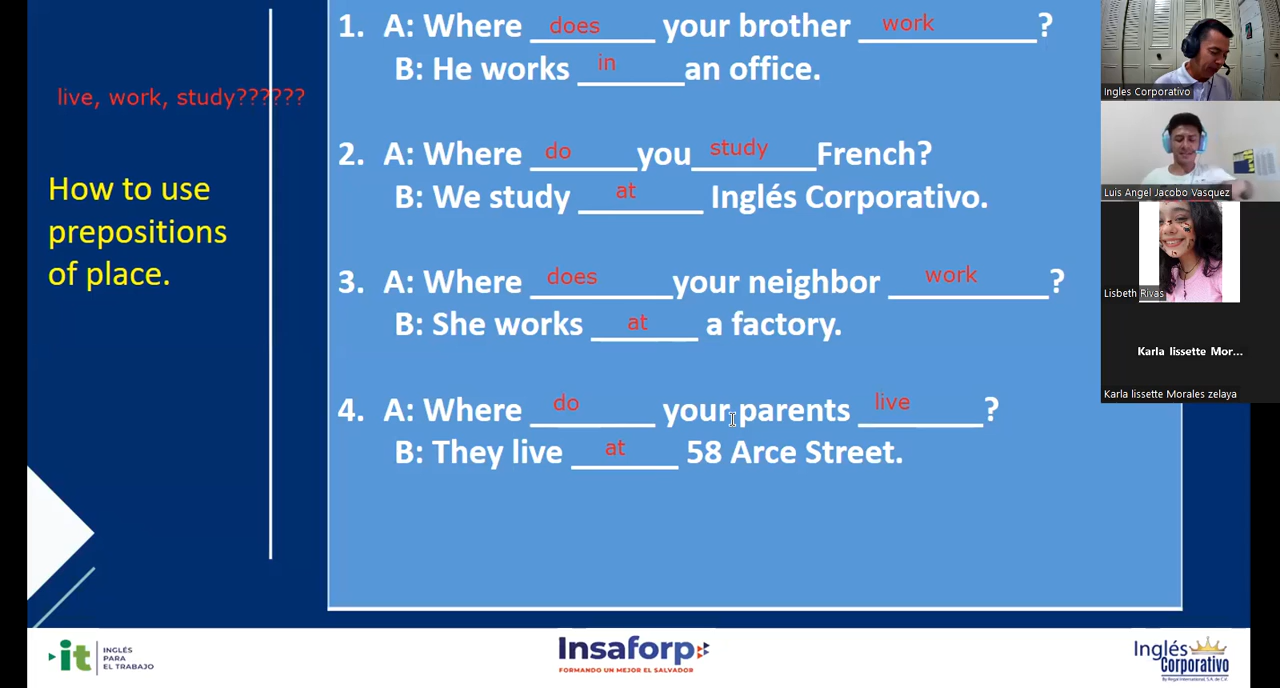 live, work, study??????
How to use
prepositions
of place.
1. A: Where does your brother work ?
B: He works in an office.
2. A: Where do you study French?
B: We study at Inglés Corporativo.
3. A: Where does your neighbor work ?
B: She works at a factory.
4. A: Where do your parents live ?
B: They live at 58 Arce Street.
Ingles Corporativo
Luis Angel Jacobo Vasquez
Lisbeth Rivas
Karla lissette Mor...
Karla lissette Morales zelaya
it INGLÉS
PARA
EL TRABAJO
Insaforp
FORMANDO UN MEJOR EL SALVADOR
Inglés
Corporativo
By Regal International, S.A. de C.V.